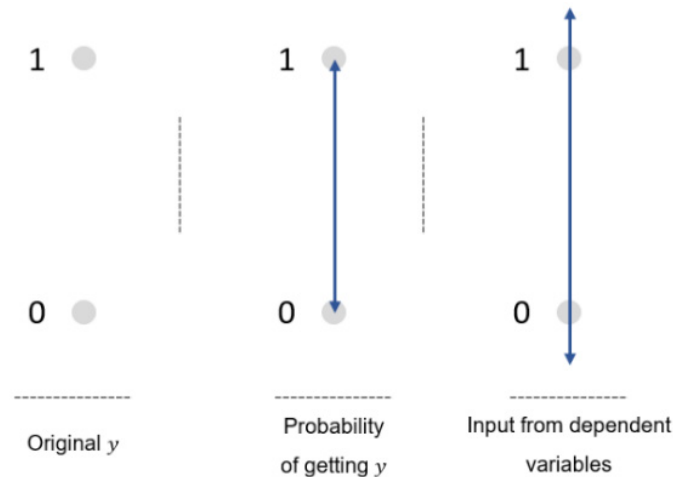 1
1
1
0
0
0
Original y
Probability
of getting y
Input from dependent
variables